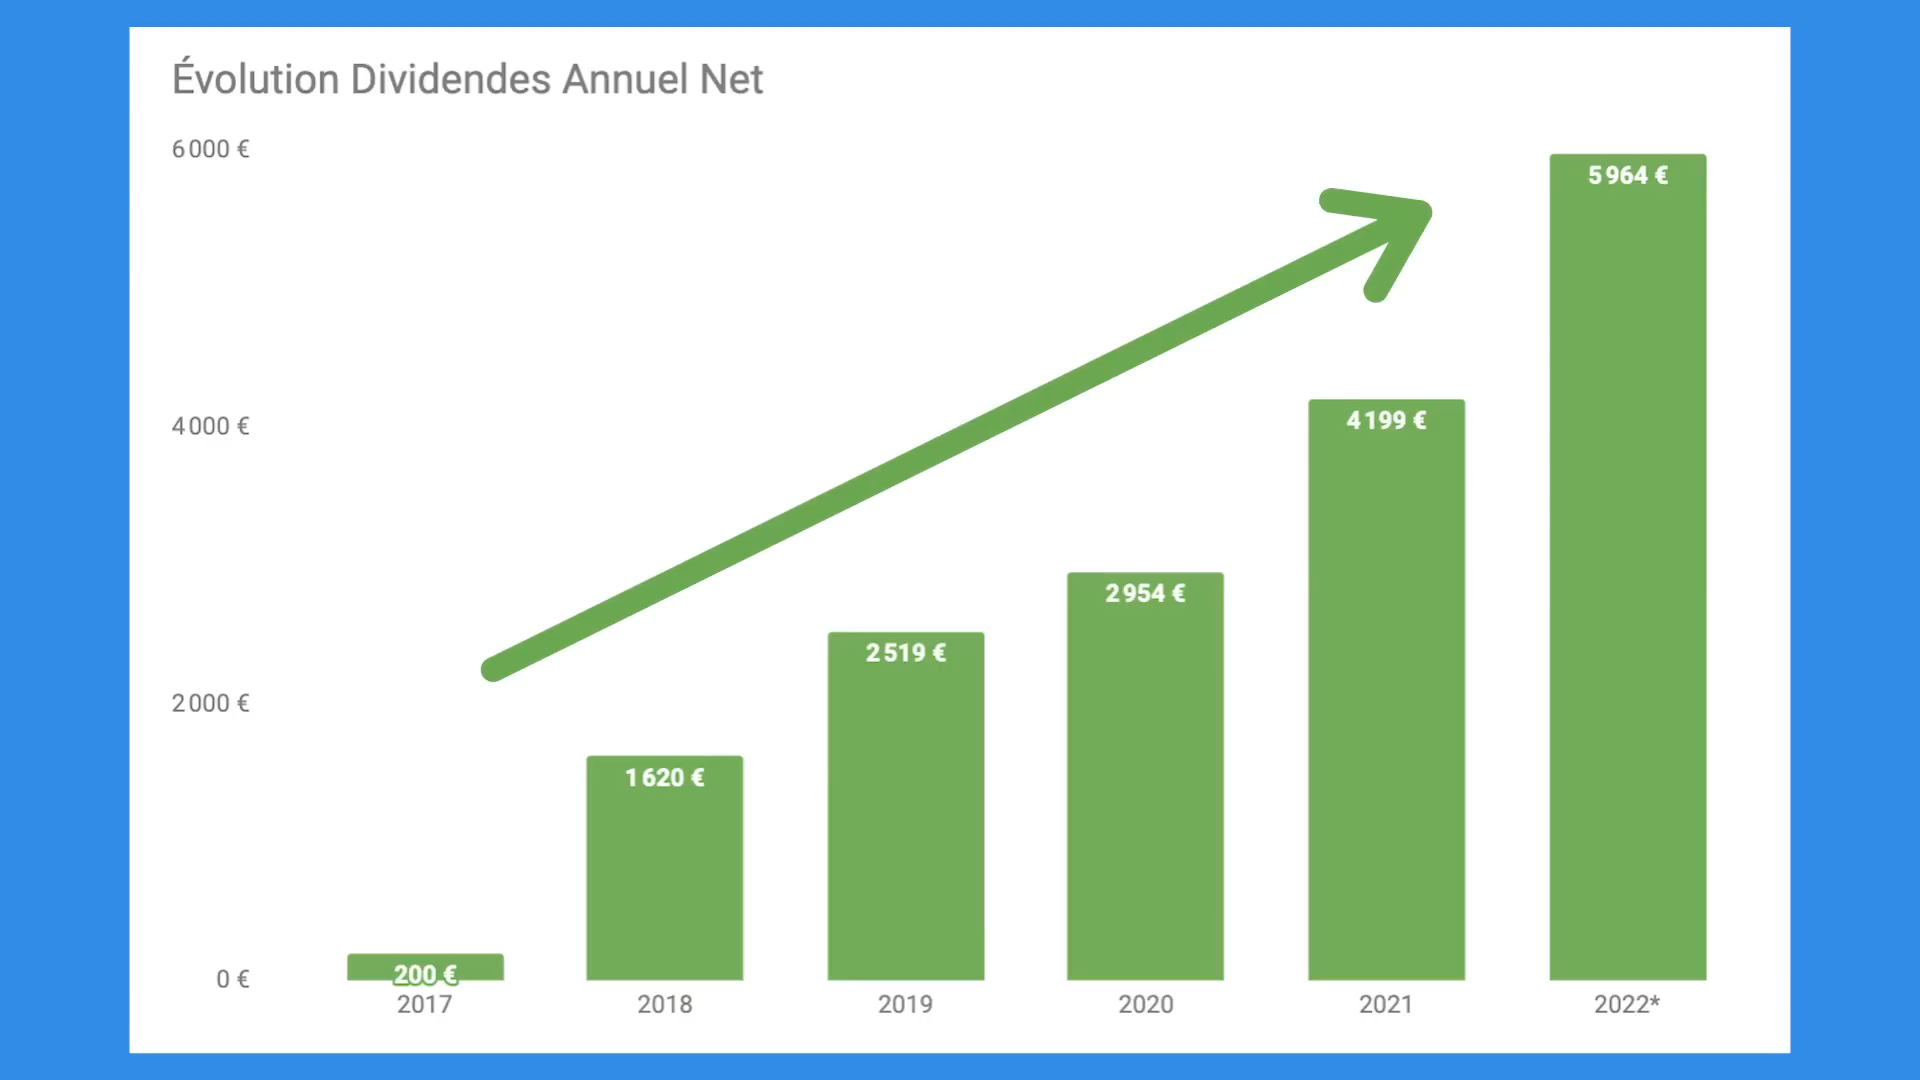 Évolution Dividendes Annuel Net
6 000 €
5 964 €
4 000 €
4 199 €
2 954 €
2 519 €
2 000 €
1 620 €
0 €
200 €
2017
2018
2019
2020
2021
2022*